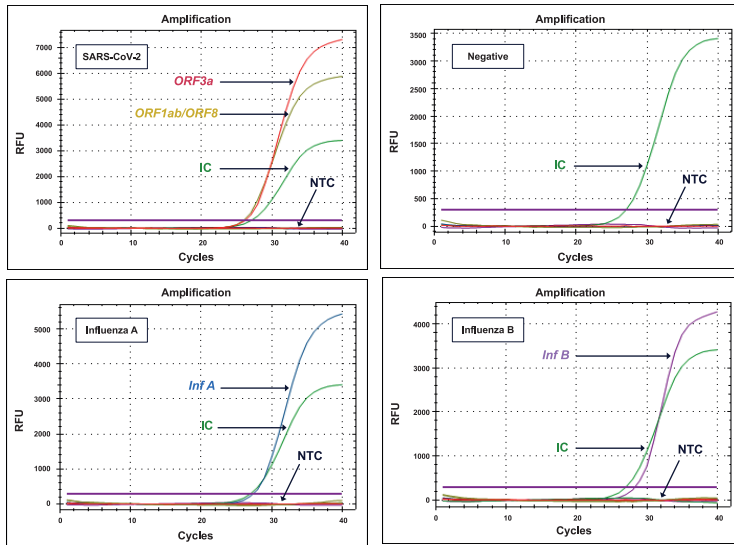 Amplification
SARS-CoV-2
ORF3a
ORF1ab/ORF8
IC
NTC
RFU
7000
6000
5000
4000
3000
2000
1000
0
0 10 20 30 40
Cycles
Amplification
Negative
IC
NTC
RFU
3500
3000
2500
2000
1500
1000
500
0
0 10 20 30 40
Cycles
Amplification
Influenza A
Inf A
IC
NTC
RFU
5000
4000
3000
2000
1000
0
0 10 20 30 40
Cycles
Amplification
Influenza B
Inf B
IC
NTC
RFU
4000
3000
2000
1000
0
0 10 20 30 40
Cycles